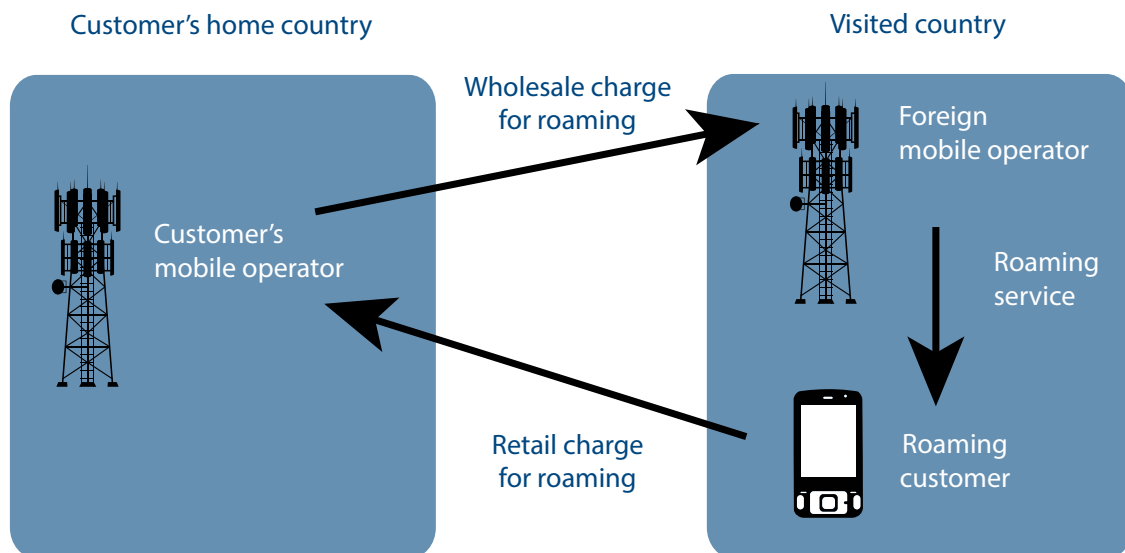 Customer’s home country
Visited country
Wholesale charge
for roaming
Foreign
mobile operator
Customer’s
mobile operator
Roaming
service
Retail charge
for roaming
Roaming
customer